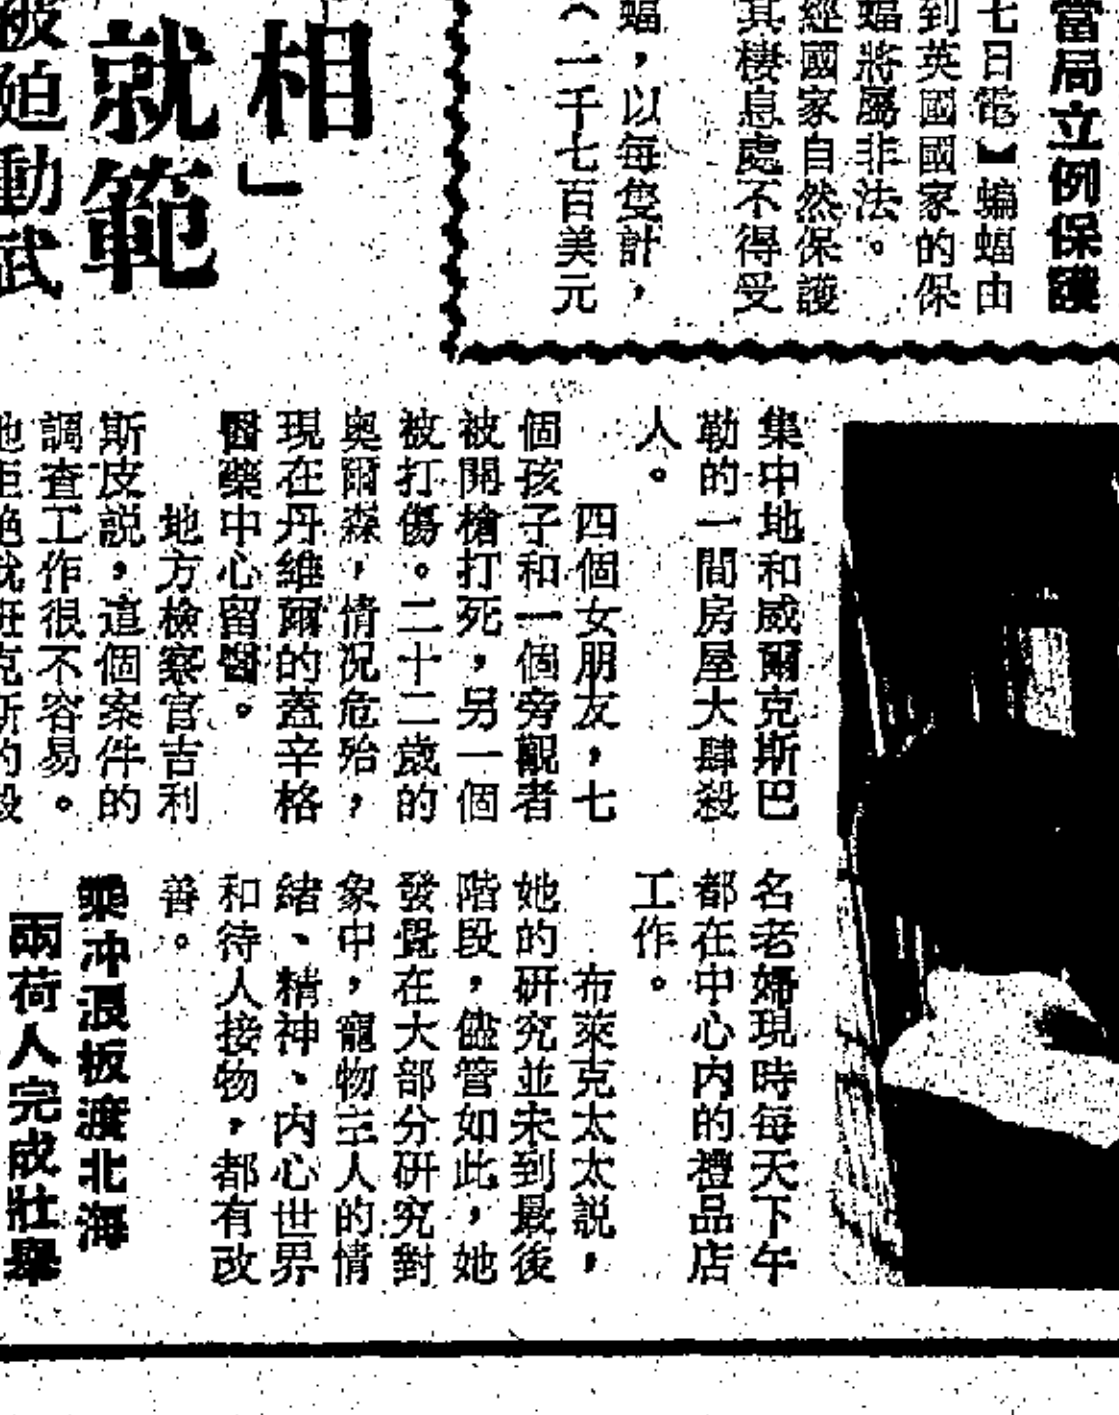 當局立例保護
七日電】蝙蝠由
到英國國家的保
蝠將屬非法。
經國家自然保護
其棲息處不得受
蝠，以每隻計，
（一千七百美元
相」
就範
被迫動武
集中地和威爾克斯巴
勒的一間房屋大肆殺
人。
四個女朋友，七
個孩子和一個旁觀者
被開槍打死，另一個
被打傷。二十二歲的
奧爾森，情況危殆，
現在丹維爾的蓋辛格
醫藥中心留醫。
地方檢察官吉利
斯皮説，這個案件的
調查工作很不容易。
名老婦現時每天下午
都在中心內的禮品店
工作。
布萊克太太説，
她的研究並未到最後
階段，儘管如此，她
發覺在大部分研究對
象中，寵物主人的情
緒、精神、內心世界
和待人接物，都有改
善。
乘冲浪板渡北海
兩荷人完成壯舉